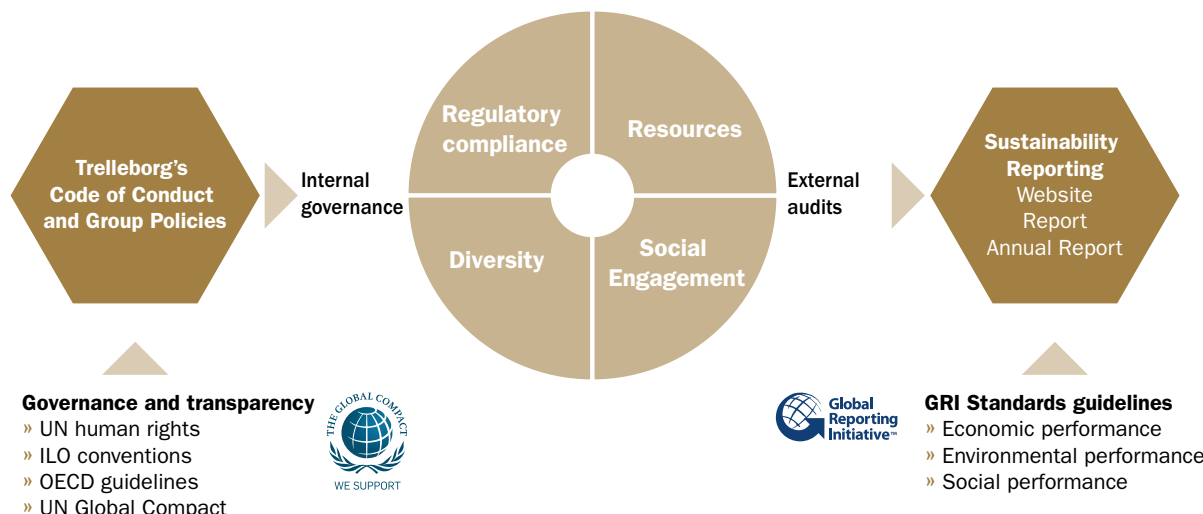 Trelleborg's
Code of Conduct
and Group Policies
Internal
governance
Regulatory
compliance
Resources
Diversity
Social
Engagement
External
audits
Sustainability
Reporting
Website
Report
Annual Report
Governance and transparency
» UN human rights
» ILO conventions
» OECD guidelines
» UN Global Compact
THE GLOBAL COMPACT
WE SUPPORT
Global
Reporting
Initiative™
GRI Standards guidelines
» Economic performance
» Environmental performance
» Social performance